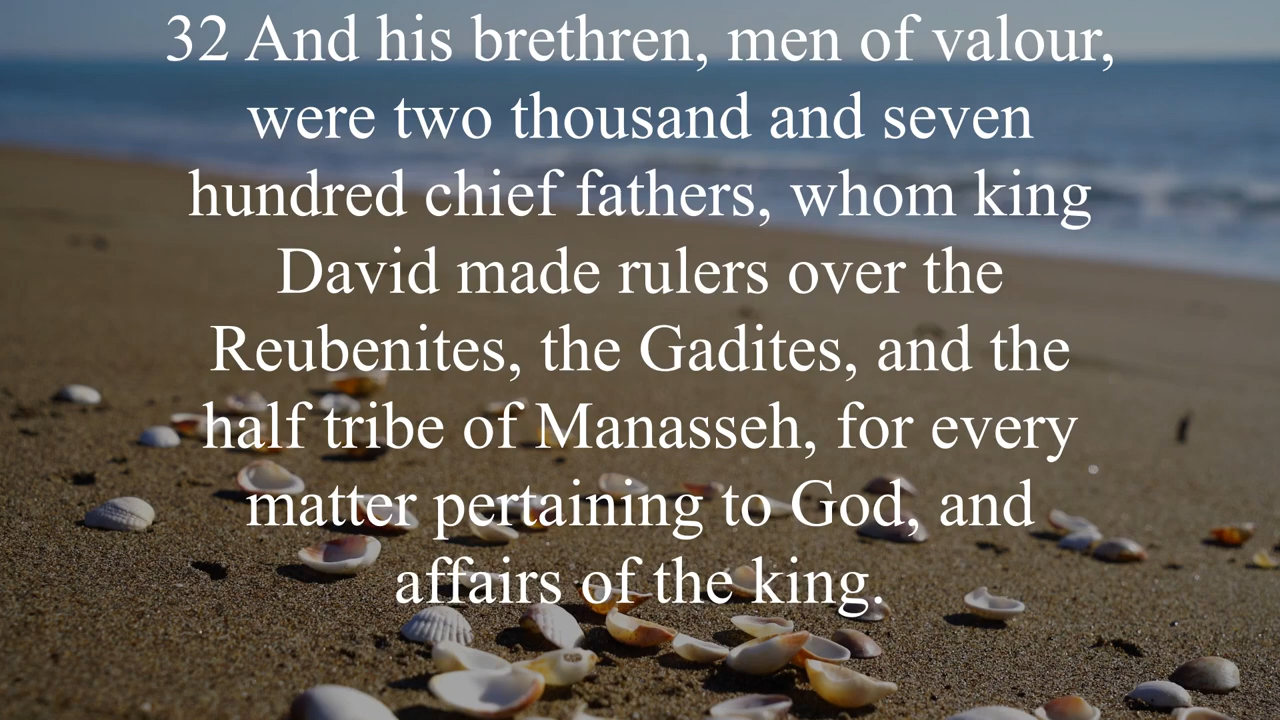 32 And his brethren, men of valour,
were two thousand and seven
hundred chief fathers, whom king
David made rulers over the
Reubenites, the Gadites, and the
half tribe of Manasseh, for every
matter pertaining to God, and
affairs of the king.